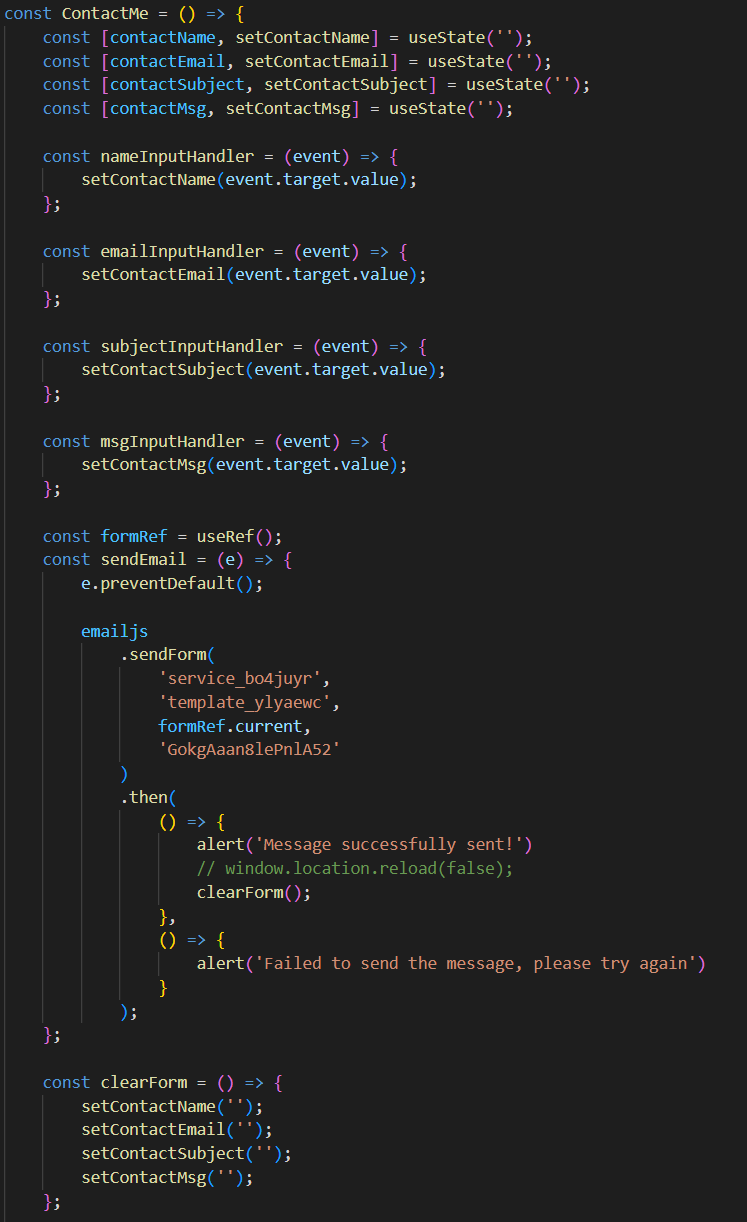 const ContactMe = () => {
const [contactName, setContactName] = useState('');
const [contactEmail, setContactEmail] = useState('');
const [contactSubject, setContactSubject] = useState('');
const [contactMsg, setContactMsg] = useState('');
const nameInputHandler = (event) => {
setContactName(event.target.value);
};
const emailInputHandler = (event) => {
setContactEmail(event.target.value);
};
const subjectInputHandler = (event) => {
setContactSubject(event.target.value);
};
const msgInputHandler = (event) => {
setContactMsg(event.target.value);
};
const formRef = useRef();
const sendEmail = (e) => {
e.preventDefault();
emailjs
.sendForm(
'service_bo4juyr',
'template_ylyaewc',
formRef.current,
'GokgAaan8lePnlA52'
)
.then(
() => {
alert('Message successfully sent!')
// window.location.reload(false);
clearForm();
},
() => {
alert('Failed to send the message, please try again')
}
);
};
const clearForm = () => {
setContactName('');
setContactEmail('');
setContactSubject('');
setContactMsg('');
};